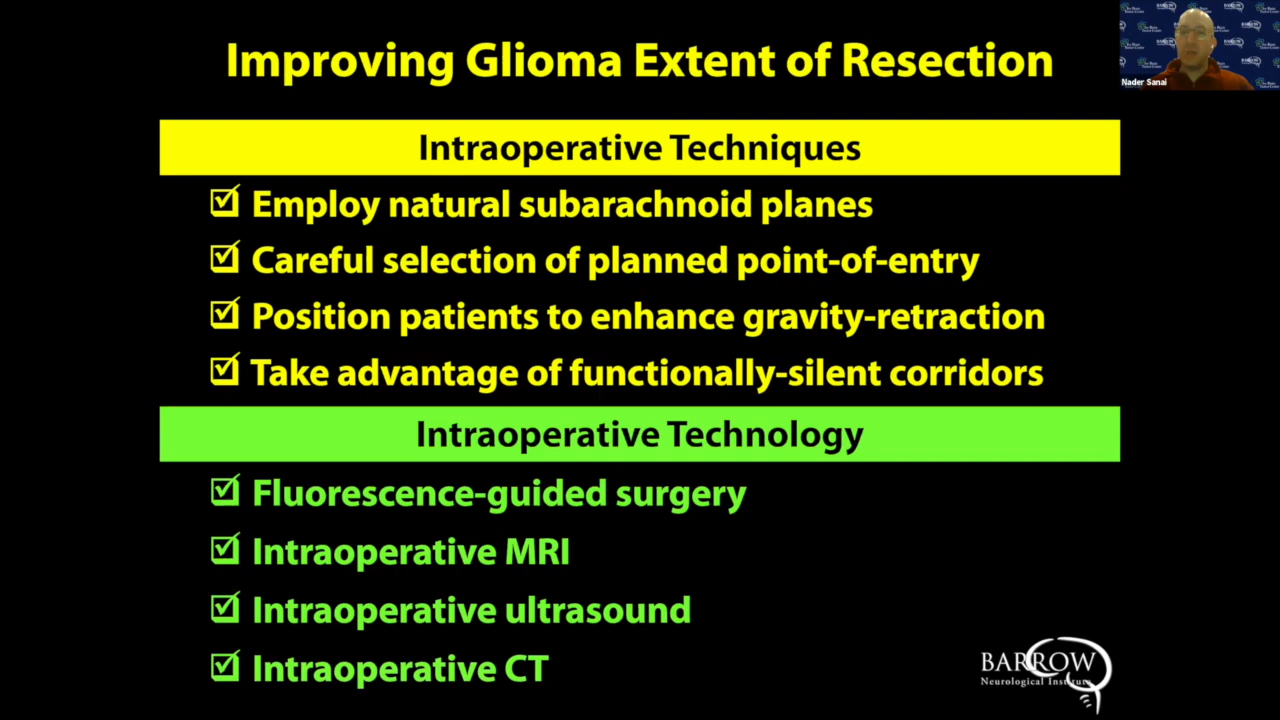 Improving Glioma Extent of Resection
Nader Sanai
Intraoperative Techniques
Employ natural subarachnoid planes
Careful selection of planned point-of-entry
Position patients to enhance gravity-retraction
Take advantage of functionally-silent corridors
Intraoperative Technology
Fluorescence-guided surgery
Intraoperative MRI
Intraoperative ultrasound
Intraoperative CT
BARROW
Neurological Institute